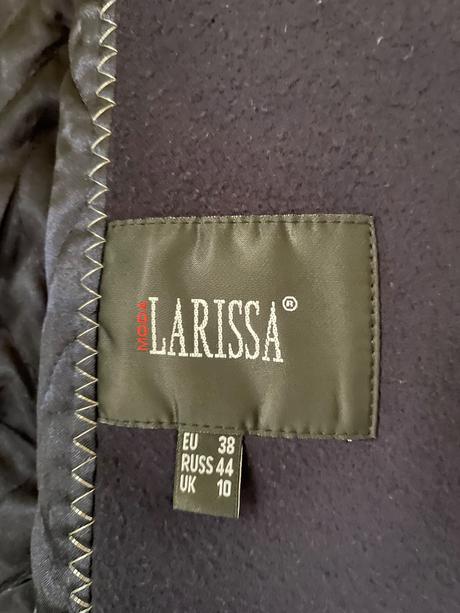 MODA LARISSA®
EU 38
RUSS 44
UK 10